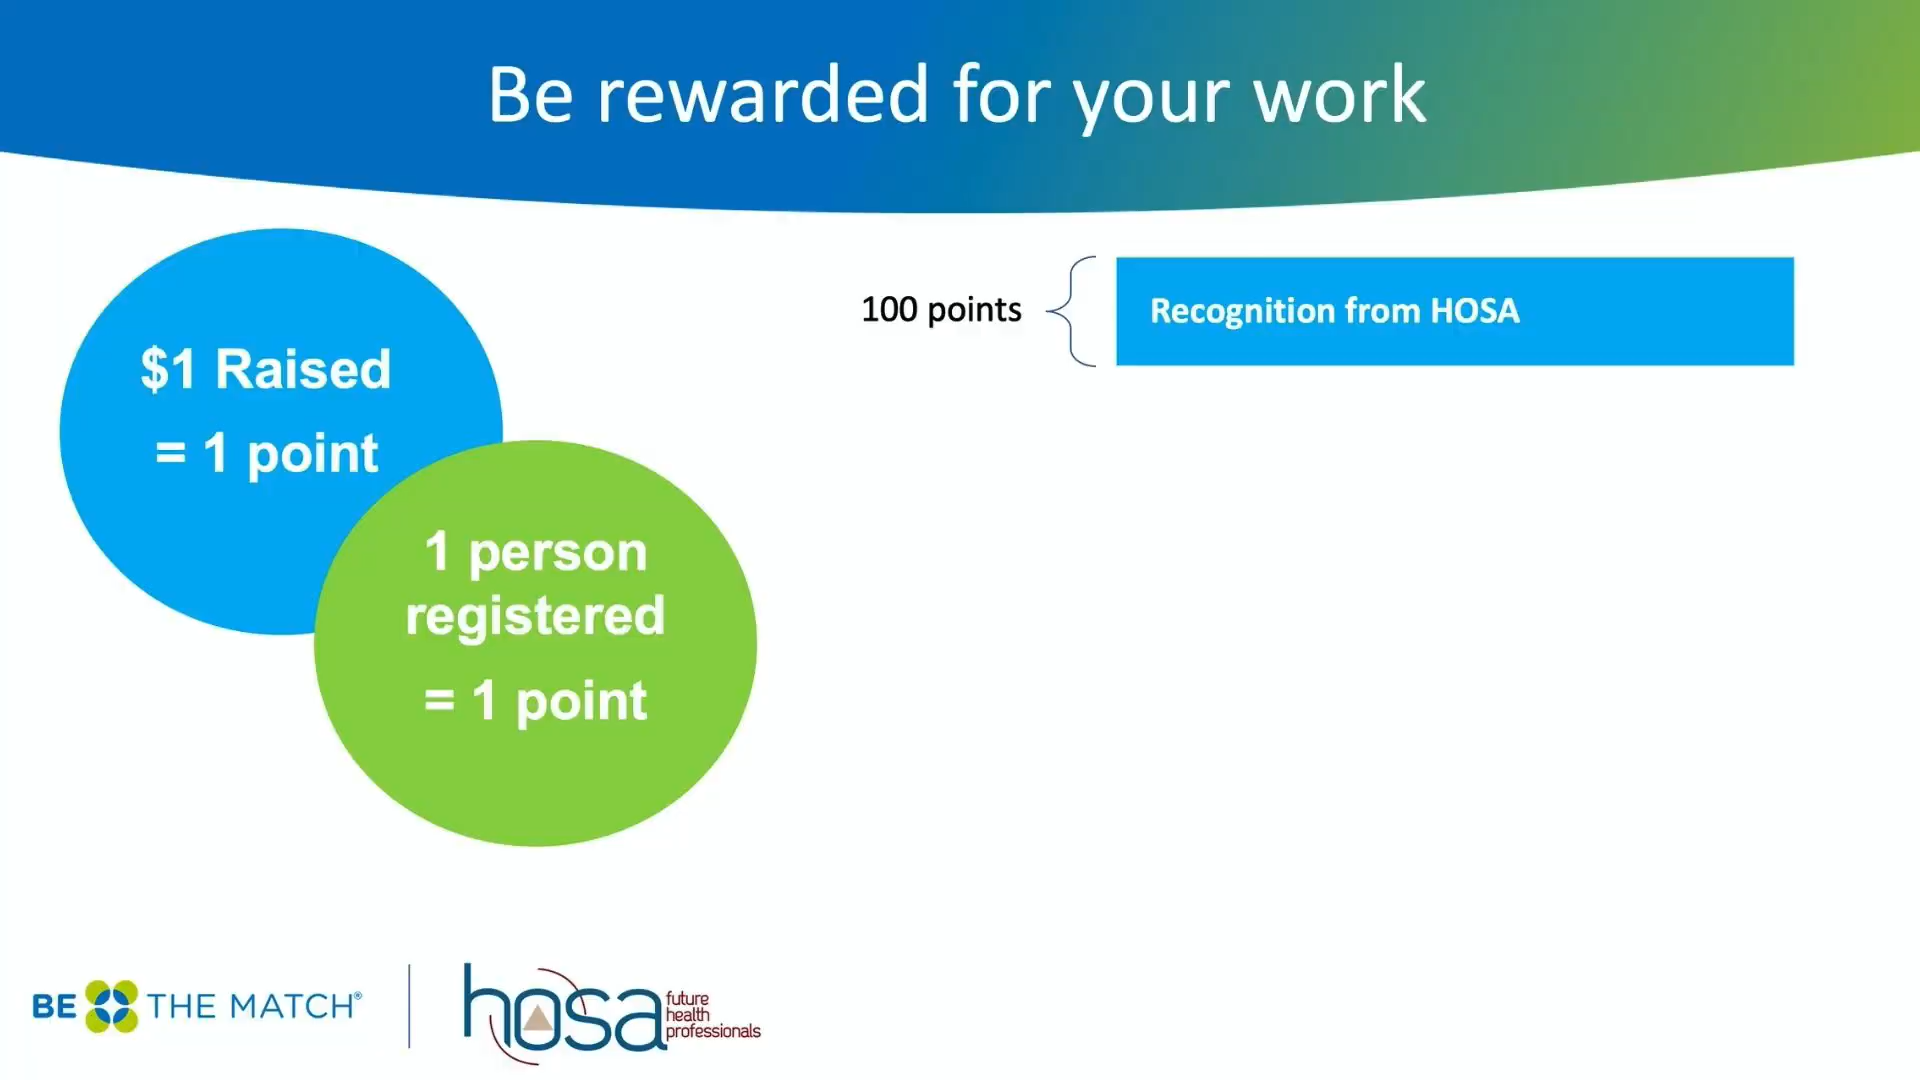 Be rewarded for your work
$1 Raised
= 1 point
1 person
registered
= 1 point
100 points
Recognition from HOSA
BE THE MATCH®
hosa
future
health
professionals